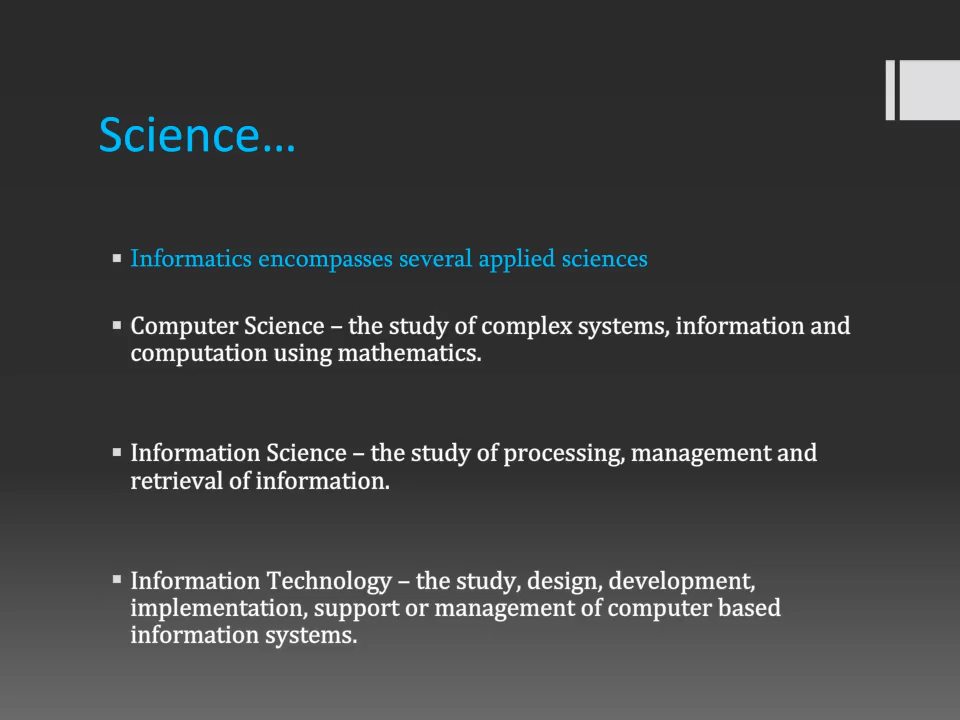 Science…
▪ Informatics encompasses several applied sciences
▪ Computer Science – the study of complex systems, information and
computation using mathematics.
▪ Information Science – the study of processing, management and
retrieval of information.
▪ Information Technology – the study, design, development,
implementation, support or management of computer based
information systems.